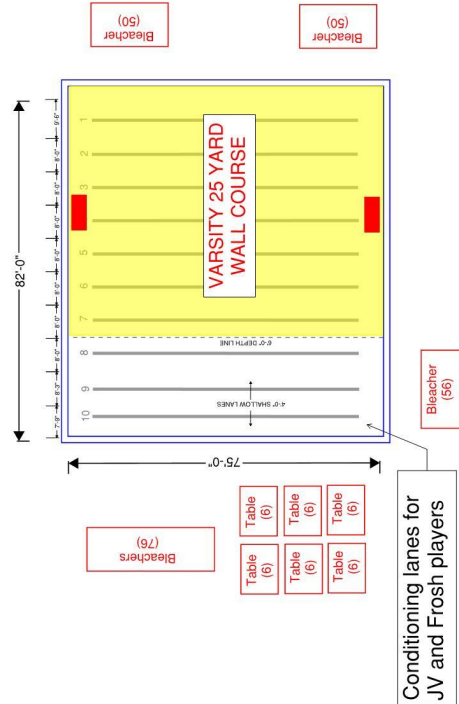 Bleacher
(50)
Bleacher
(50)
82'-0"
1
2
3
5
6
7
8
9
10
VARSITY 25 YARD
WALL COURSE
6'-0" DEPTH LINE
4'-0" SHALLOW LANES
75'-0"
Bleacher
(56)
Bleachers
(76)
Table
(6)
Table
(6)
Table
(6)
Table
(6)
Table
(6)
Table
(6)
Conditioning lanes for
JV and Frosh players